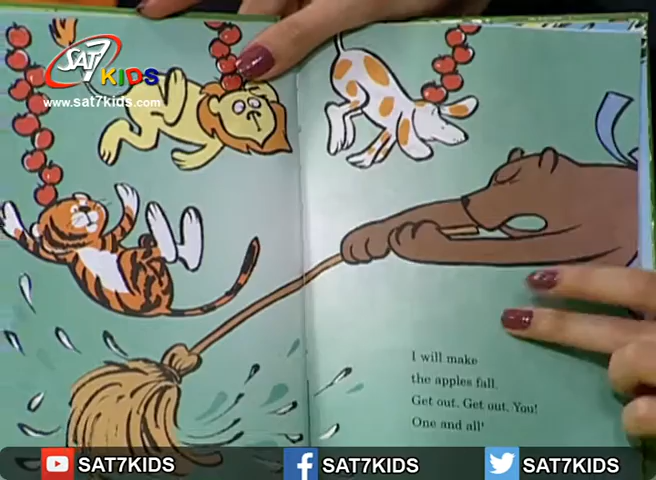 SAT7
KIDS
www.sat7kids.com
I will make
the apples fall.
Get out. Get out. You!
One and all!
SAT7KIDS
SAT7KIDS
SAT7KIDS